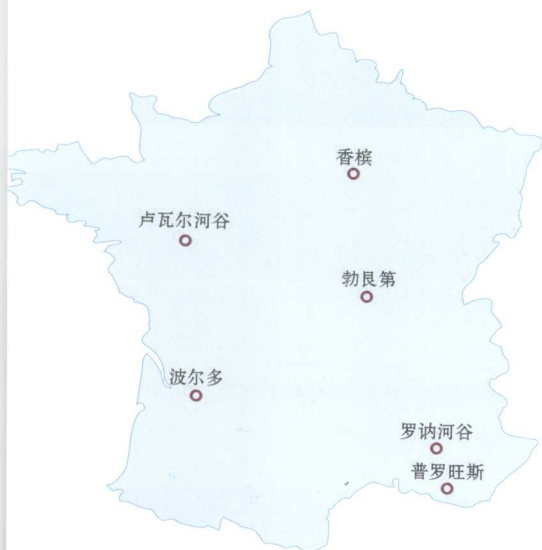 香槟
卢瓦尔河谷
勃艮第
波尔多
罗讷河谷
普罗旺斯